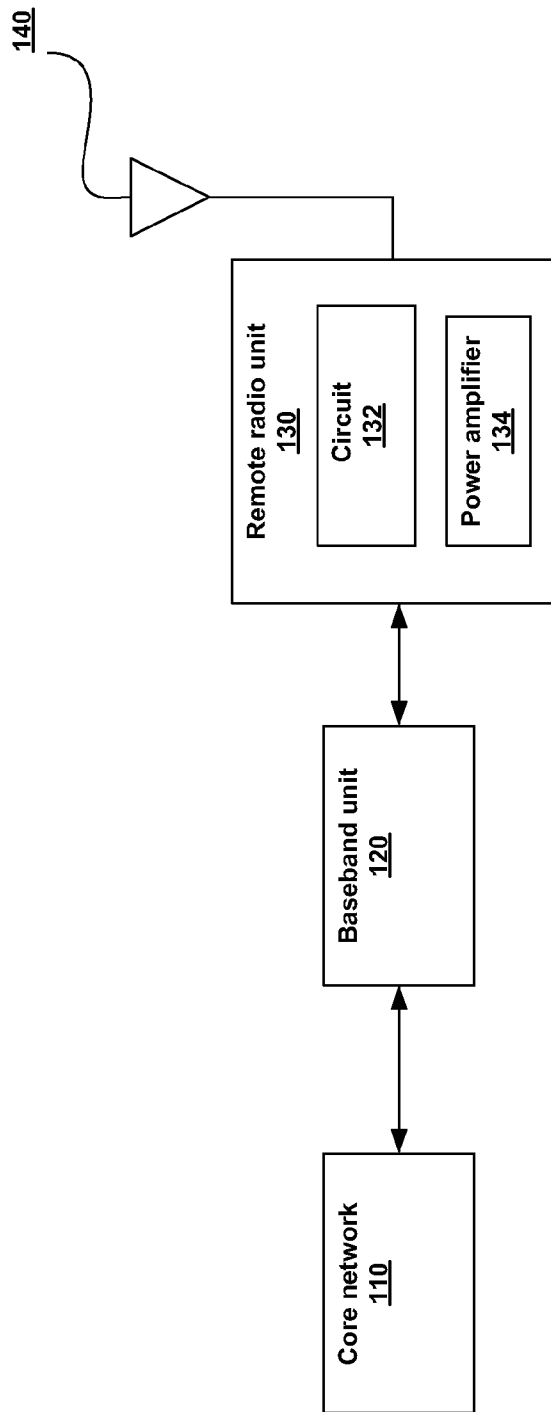 Core network
110
Baseband unit
120
Remote radio unit
130
Circuit
132
Power amplifier
134
140